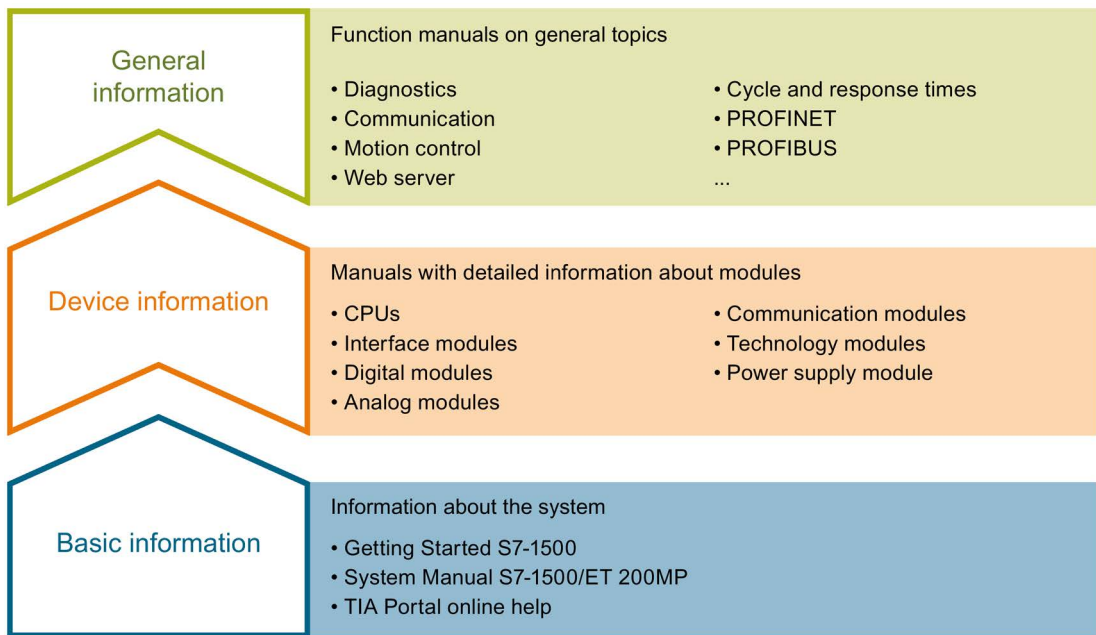 General
information
Function manuals on general topics
• Diagnostics
• Communication
• Motion control
• Web server
• Cycle and response times
• PROFINET
• PROFIBUS
...
Device information
Manuals with detailed information about modules
• CPUs
• Interface modules
• Digital modules
• Analog modules
• Communication modules
• Technology modules
• Power supply module
Basic information
Information about the system
• Getting Started S7-1500
• System Manual S7-1500/ET 200MP
• TIA Portal online help